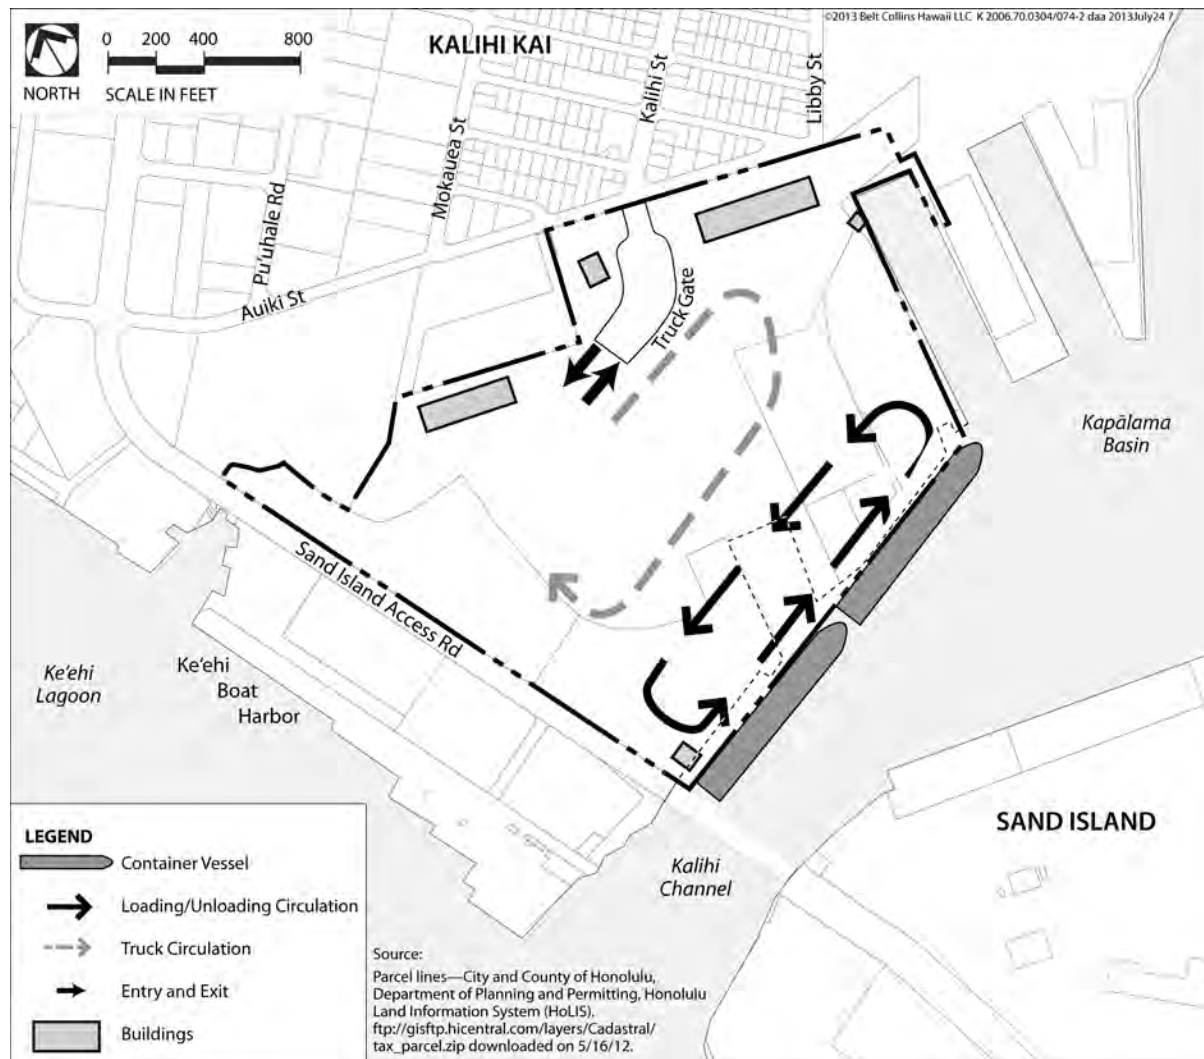 ©2013 Belt Collins Hawaii LLC K 2006.70.0304/074-2 daa 2013July24 7
NORTH
0 200 400 800
SCALE IN FEET
KALIHI KAI
Kalihi St
Libby St
Mokauea St
Pu'uhale Rd
Auiki St
Truck Gate
Kapālama
Basin
Sand Island Access Rd
Ke'ehi
Lagoon
Ke'ehi
Boat
Harbor
SAND ISLAND
Kalihi
Channel
LEGEND
Container Vessel
Loading/Unloading Circulation
Truck Circulation
Entry and Exit
Buildings
Source:
Parcel lines—City and County of Honolulu,
Department of Planning and Permitting, Honolulu
Land Information System (HoLIS).
ftp://gisftp.hicentral.com/layers/Cadastral/
tax_parcel.zip downloaded on 5/16/12.